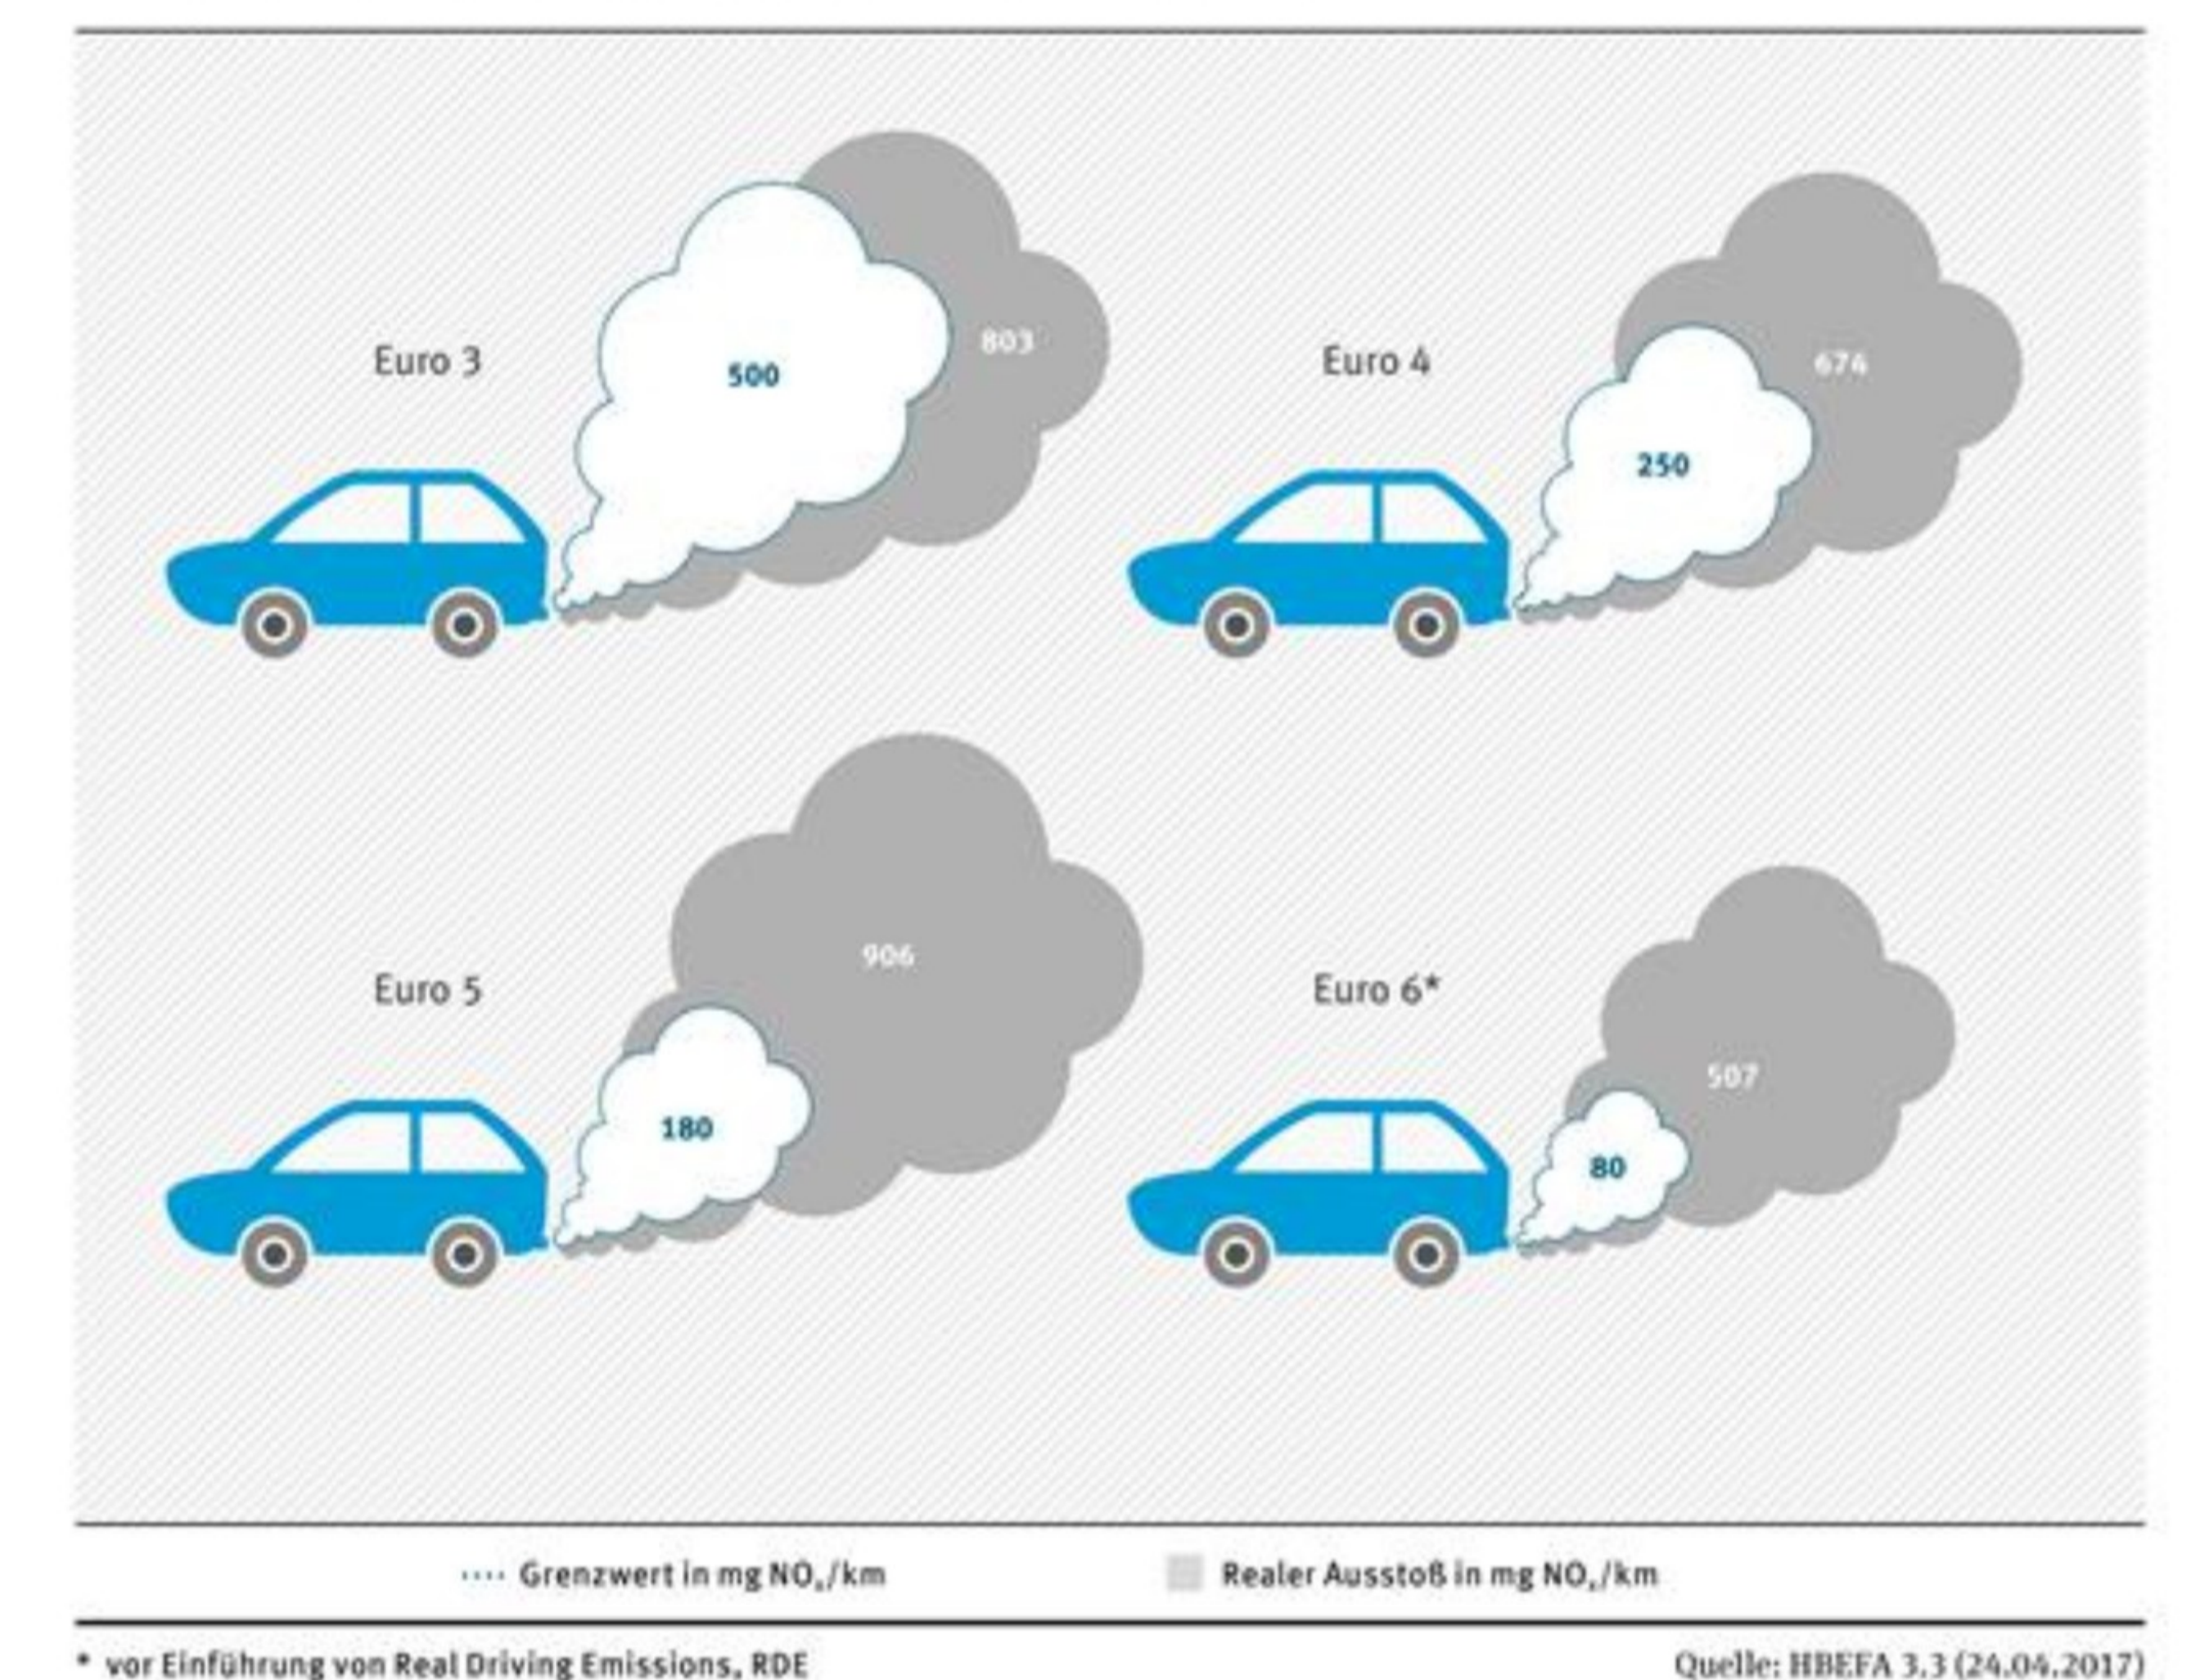 803
Euro 3
500
Euro 4
674
250
906
Euro 5
180
Euro 6*
507
80
Grenzwert in mg NOₓ/km
Realer Ausstoß in mg NOₓ/km
* vor Einführung von Real Driving Emissions, RDE
Quelle: HBEFA 3.3 (24.04.2017)